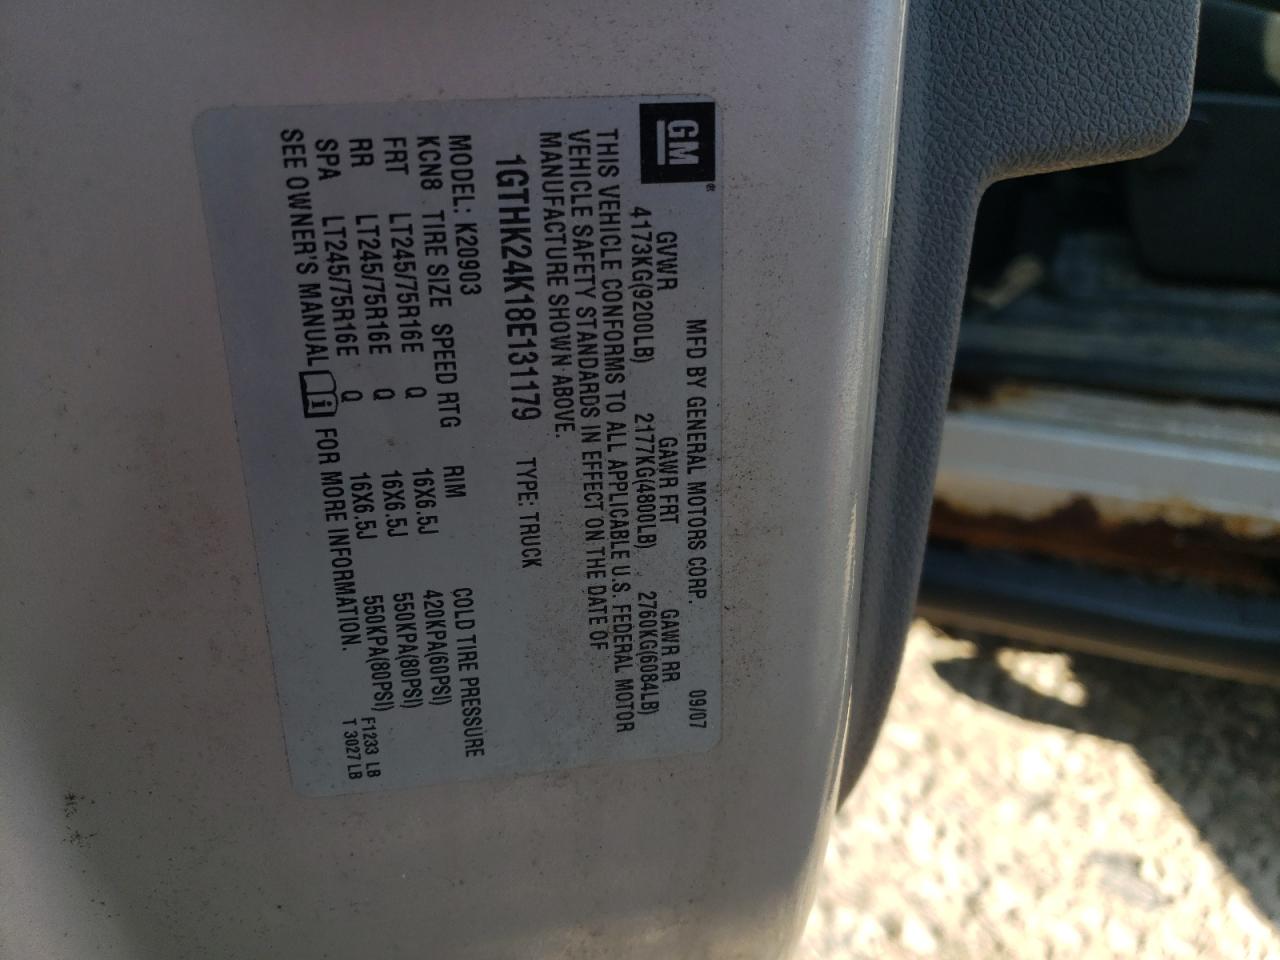 GM®
MFD BY GENERAL MOTORS CORP. 09/07
GVWR GAWR FRT GAWR RR
4173KG(9200LB) 2177KG(4800LB) 2760KG(6084LB)
THIS VEHICLE CONFORMS TO ALL APPLICABLE U.S. FEDERAL MOTOR
VEHICLE SAFETY STANDARDS IN EFFECT ON THE DATE OF
MANUFACTURE SHOWN ABOVE.
1GTHK24K18E131179 TYPE: TRUCK
MODEL: K20903
KCN8 TIRE SIZE SPEED RTG RIM COLD TIRE PRESSURE
FRT LT245/75R16E Q 16X6.5J 420KPA(60PSI)
RR LT245/75R16E Q 16X6.5J 550KPA(80PSI)
SPA LT245/75R16E Q 16X6.5J 550KPA(80PSI)
SEE OWNER'S MANUAL i FOR MORE INFORMATION.
F1233 LB
T 3027 LB